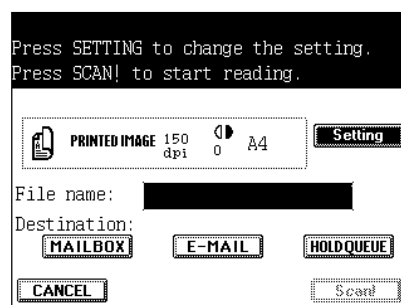 Press SETTING to change the setting.
Press SCAN! to start reading.
PRINTED IMAGE 150 dpi 0 A4
Setting
File name:
Destination:
MAILBOX E-MAIL HOLD QUEUE
CANCEL Scan!